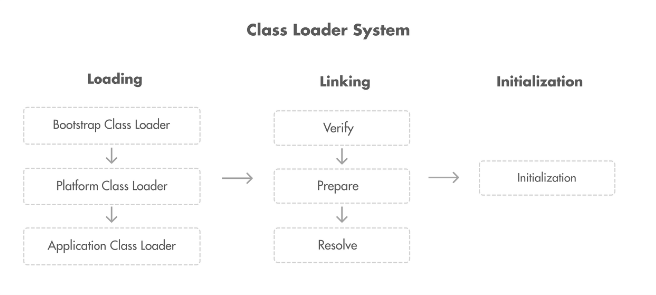 Class Loader System
Loading
Bootstrap Class Loader
Platform Class Loader
Application Class Loader
Linking
Verify
Prepare
Resolve
Initialization
Initialization